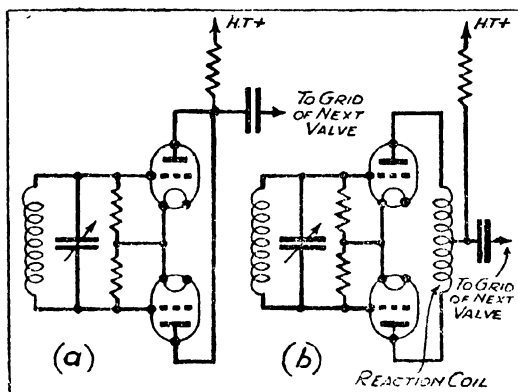 H.T+
TO GRID
OF NEXT
VALVE
(a)
H.T+
TO GRID
OF NEXT
VALVE
(b)
REACTION COIL